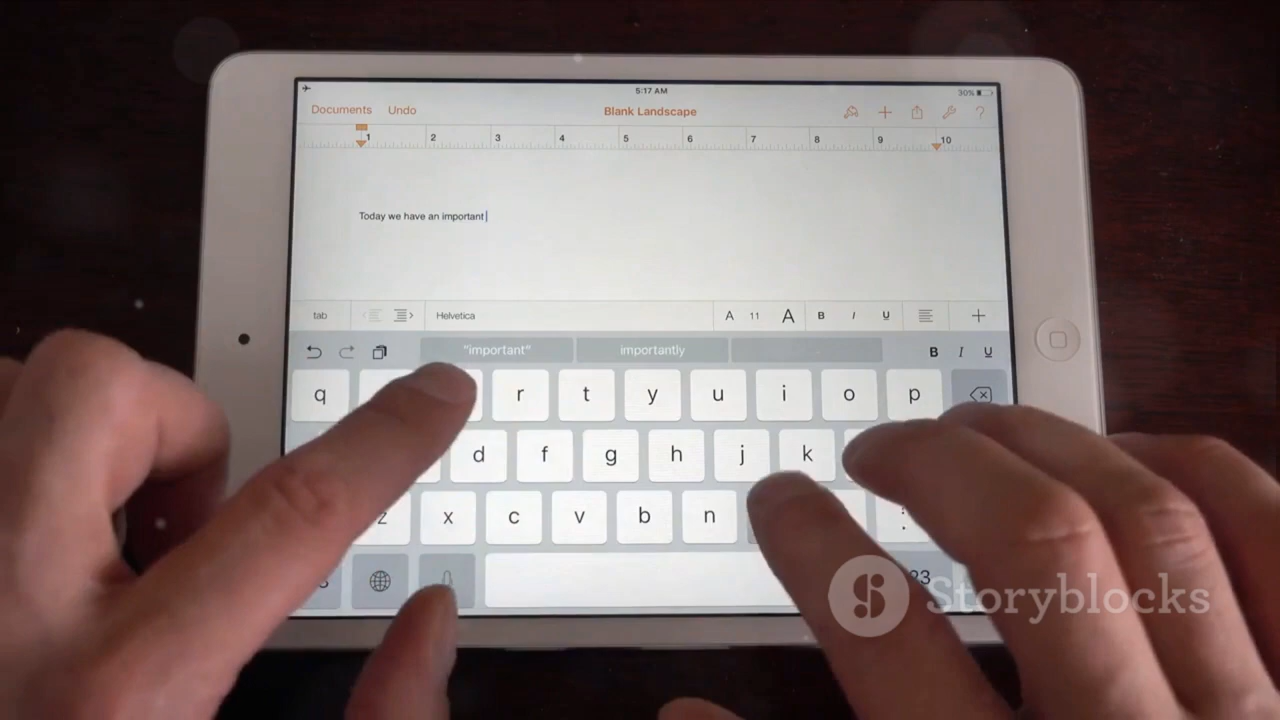 5:17 AM
30%
Documents Undo Blank Landscape + ?
1 2 3 4 5 6 7 8 9 10
Today we have an important
tab Helvetica A 11 A B I U +
"important" importantly B I U
q r t y u i o p
d f g h j k
z x c v b n
Storyblocks